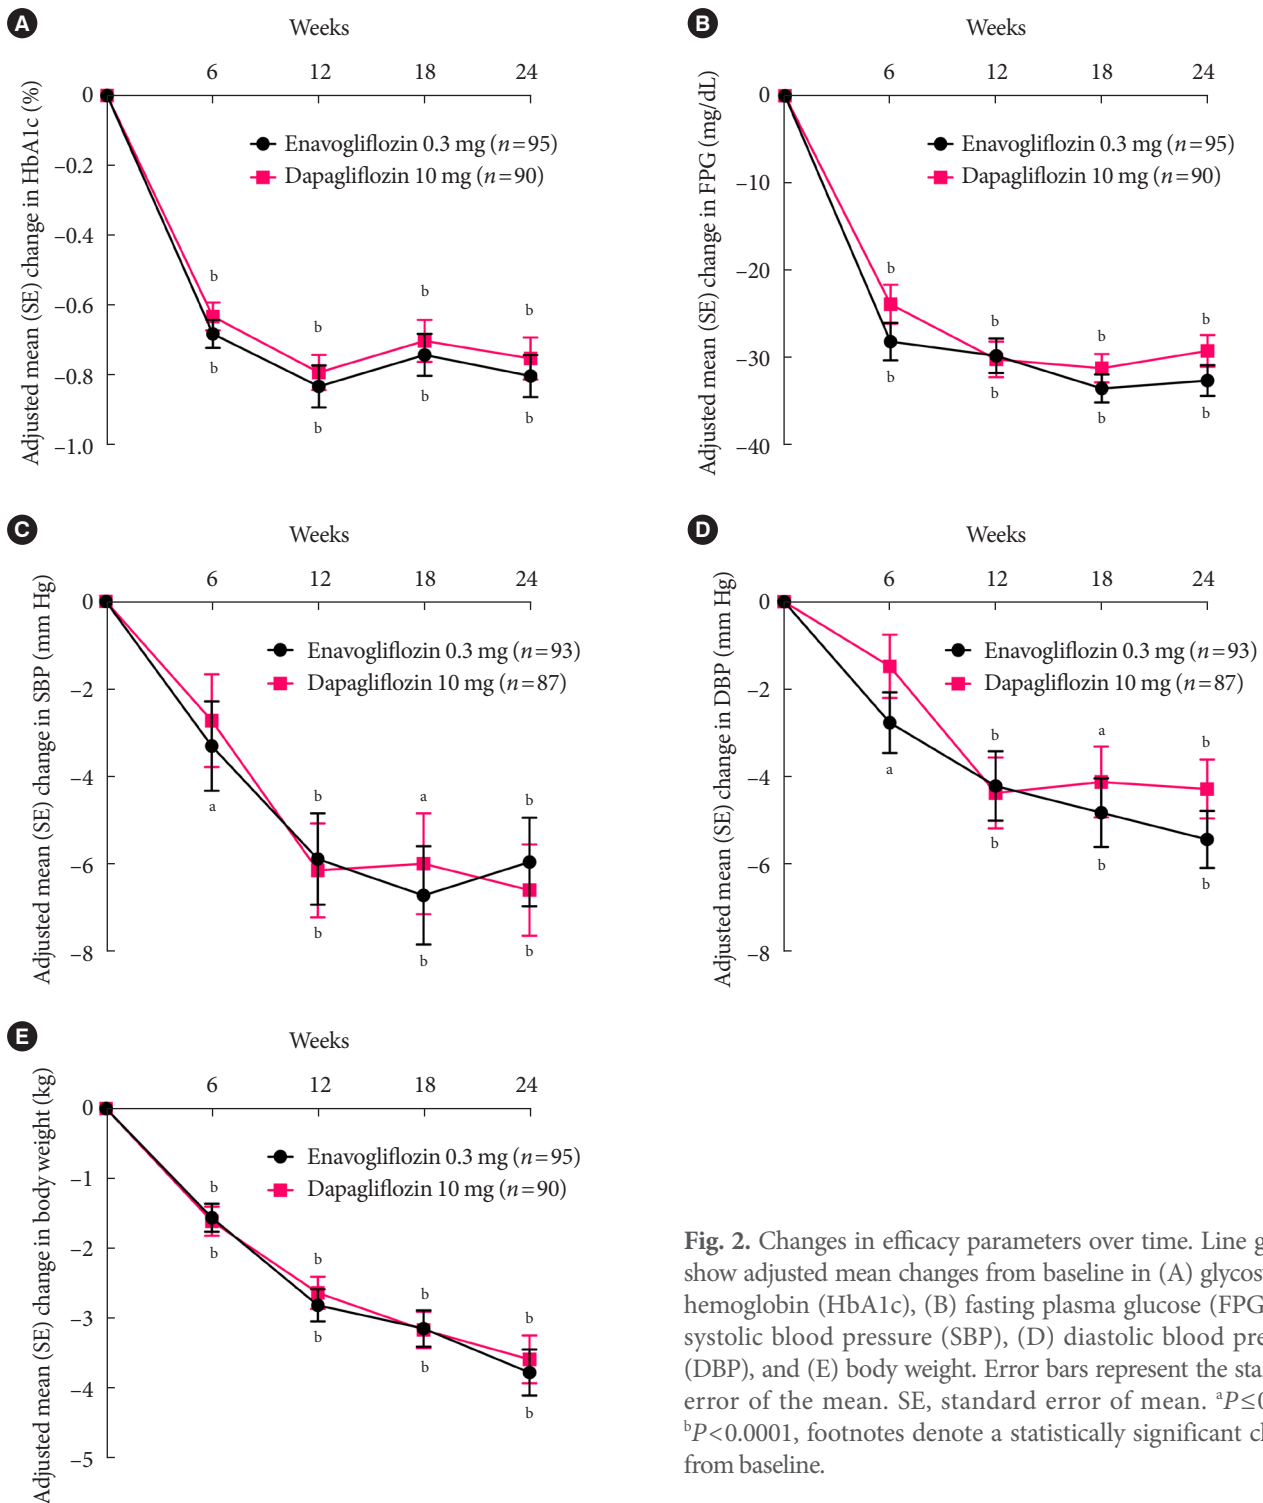 A
Weeks
6 12 18 24
Adjusted mean (SE) change in HbA1c (%)
0
–0.2
–0.4
–0.6
–0.8
–1.0
Enavogliflozin 0.3 mg (n=95)
Dapagliflozin 10 mg (n=90)
b b b b
b b b b
B
Weeks
6 12 18 24
Adjusted mean (SE) change in FPG (mg/dL)
0
–10
–20
–30
–40
Enavogliflozin 0.3 mg (n=95)
Dapagliflozin 10 mg (n=90)
b b b b
b b b b
C
Weeks
6 12 18 24
Adjusted mean (SE) change in SBP (mm Hg)
0
–2
–4
–6
–8
Enavogliflozin 0.3 mg (n=93)
Dapagliflozin 10 mg (n=87)
b a b
a b b b
D
Weeks
6 12 18 24
Adjusted mean (SE) change in DBP (mm Hg)
0
–2
–4
–6
–8
Enavogliflozin 0.3 mg (n=93)
Dapagliflozin 10 mg (n=87)
b a b
a b b b
E
Weeks
6 12 18 24
Adjusted mean (SE) change in body weight (kg)
0
–1
–2
–3
–4
–5
Enavogliflozin 0.3 mg (n=95)
Dapagliflozin 10 mg (n=90)
b b b b
b b b b
Fig. 2. Changes in efficacy parameters over time. Line
show adjusted mean changes from baseline in (A)
hemoglobin (HbA1c), (B) fasting plasma glucose (FPG
systolic blood pressure (SBP), (D) diastolic blood
(DBP), and (E) body weight. Error bars represent the
error of the mean. SE, standard error of mean. aP≤0
bP<0.0001, footnotes denote a statistically significant
from baseline.